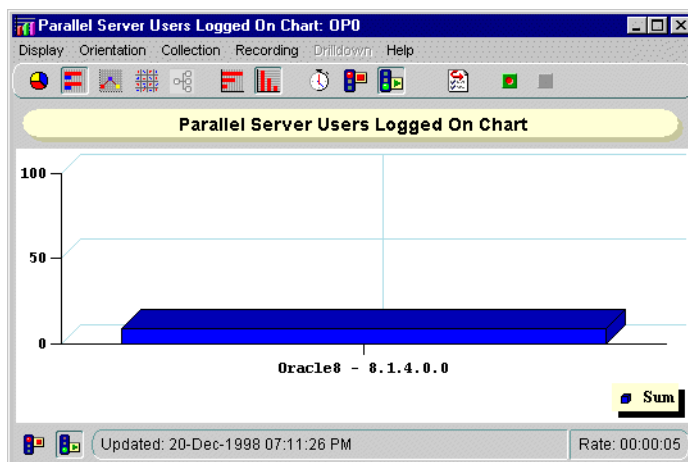 Parallel Server Users Logged On Chart: OP0
Display Orientation Collection Recording Drilldown Help
Parallel Server Users Logged On Chart
100
50
0
Oracle8 - 8.1.4.0.0
Sum
Updated: 20-Dec-1998 07:11:26 PM Rate: 00:00:05